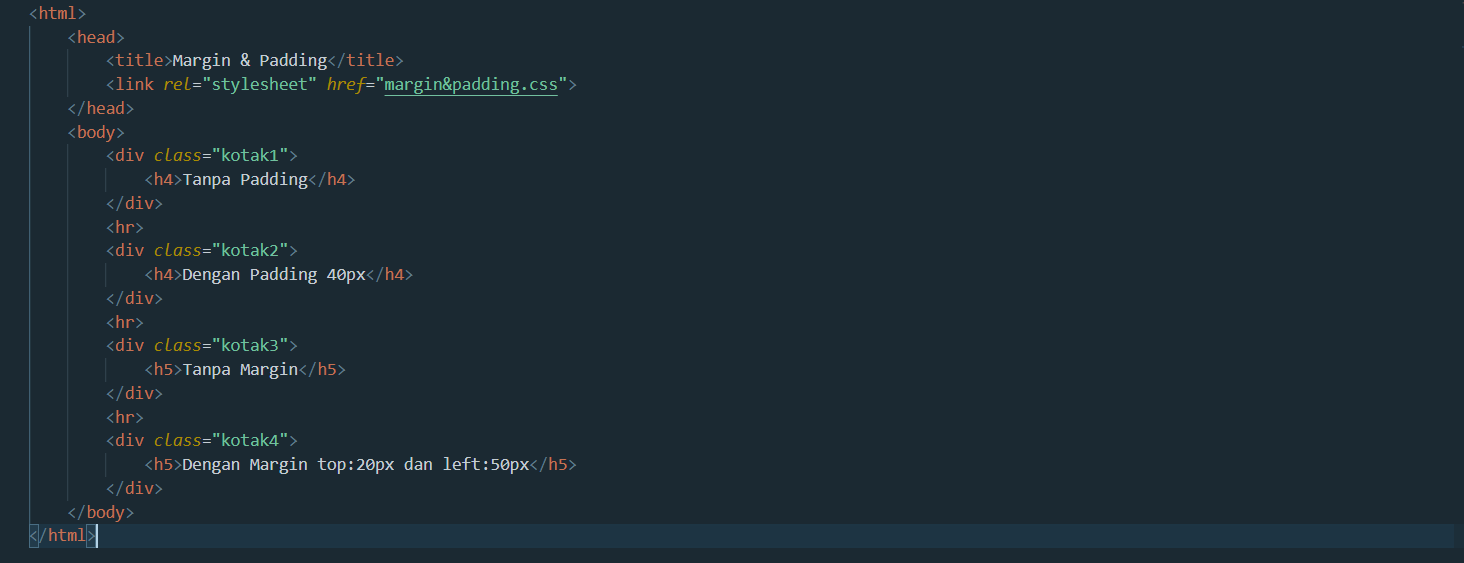 <html>
<head>
<title>Margin & Padding</title>
<link rel="stylesheet" href="margin&padding.css">
</head>
<body>
<div class="kotak1">
<h4>Tanpa Padding</h4>
</div>
<hr>
<div class="kotak2">
<h4>Dengan Padding 40px</h4>
</div>
<hr>
<div class="kotak3">
<h5>Tanpa Margin</h5>
</div>
<hr>
<div class="kotak4">
<h5>Dengan Margin top:20px dan left:50px</h5>
</div>
</body>
</html>